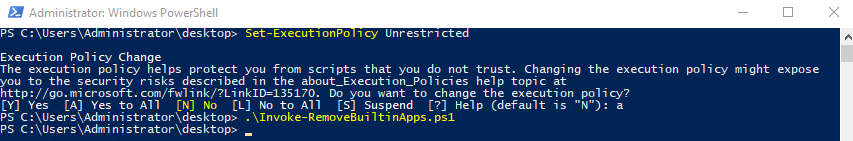 Administrator: Windows PowerShell
PS C:\Users\Administrator\desktop> Set-ExecutionPolicy Unrestricted
Execution Policy Change
The execution policy helps protect you from scripts that you do not trust. Changing the execution policy might expose
you to the security risks described in the about_Execution_Policies help topic at
http://go.microsoft.com/fwlink/?LinkID=135170. Do you want to change the execution policy?
[Y] Yes  [A] Yes to All  [N] No  [L] No to All  [S] Suspend  [?] Help (default is "N"): a
PS C:\Users\Administrator\desktop> .\Invoke-RemoveBuiltinApps.ps1
PS C:\Users\Administrator\desktop>